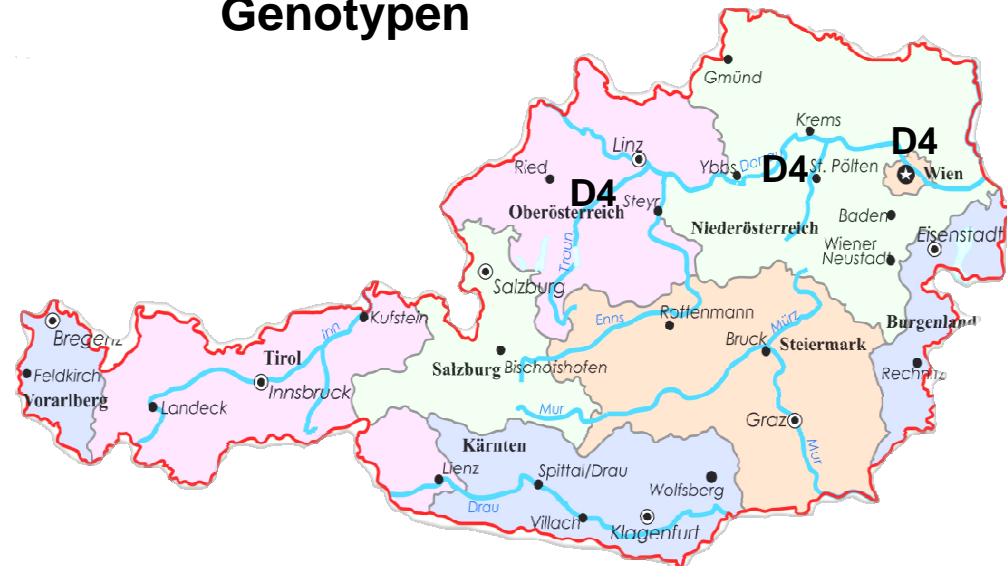 Genotypen
Gmünd
Krems
D4
Linz
Ried
Ybbs
Donau
D4
St. Pölten
Wien
D4
Steyr
Oberösterreich
Niederösterreich
Baden
Wiener
Neustadt
Eisenstadt
Traun
Salzburg
Enns
Rottenmann
Mürz
Burgenland
Kufstein
Inn
Bregenz
Bruck
Steiermark
Tirol
Salzburg
Bischofshofen
Rechnitz
Feldkirch
Innsbruck
Vorarlberg
Landeck
Mur
Graz
Mur
Kärnten
Lienz
Spittal/Drau
Wolfsberg
Drau
Villach
Klagenfurt